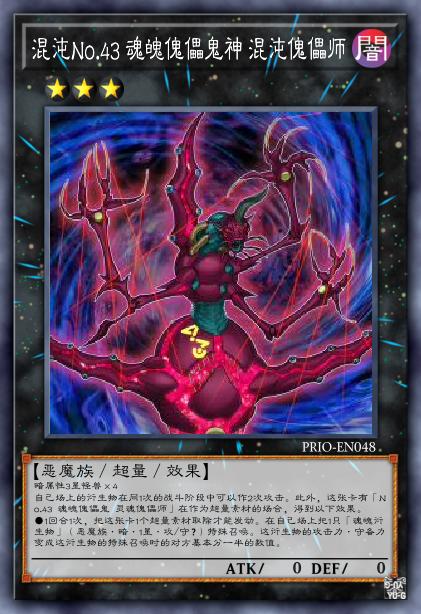 混沌No.43 魂魄傀儡鬼神 混沌傀儡师 闇
43
PRIO-EN048
【恶魔族／超量／效果】
暗属性3星怪兽×4
自己场上的衍生物在同1次的战斗阶段中可以作2次攻击。此外，这张卡有「No.43 魂魄傀儡鬼 灵魂傀儡师」在作为超量素材的场合，得到以下效果。
●1回合1次，把这张卡1个超量素材取除才能发动。在自己场上把1只「魂魄衍生物」（恶魔族·暗·1星·攻/守?）特殊召唤。这衍生物的攻击力·守备力变成这衍生物的特殊召唤时的对方基本分一半的数值。
ATK/ 0 DEF/ 0